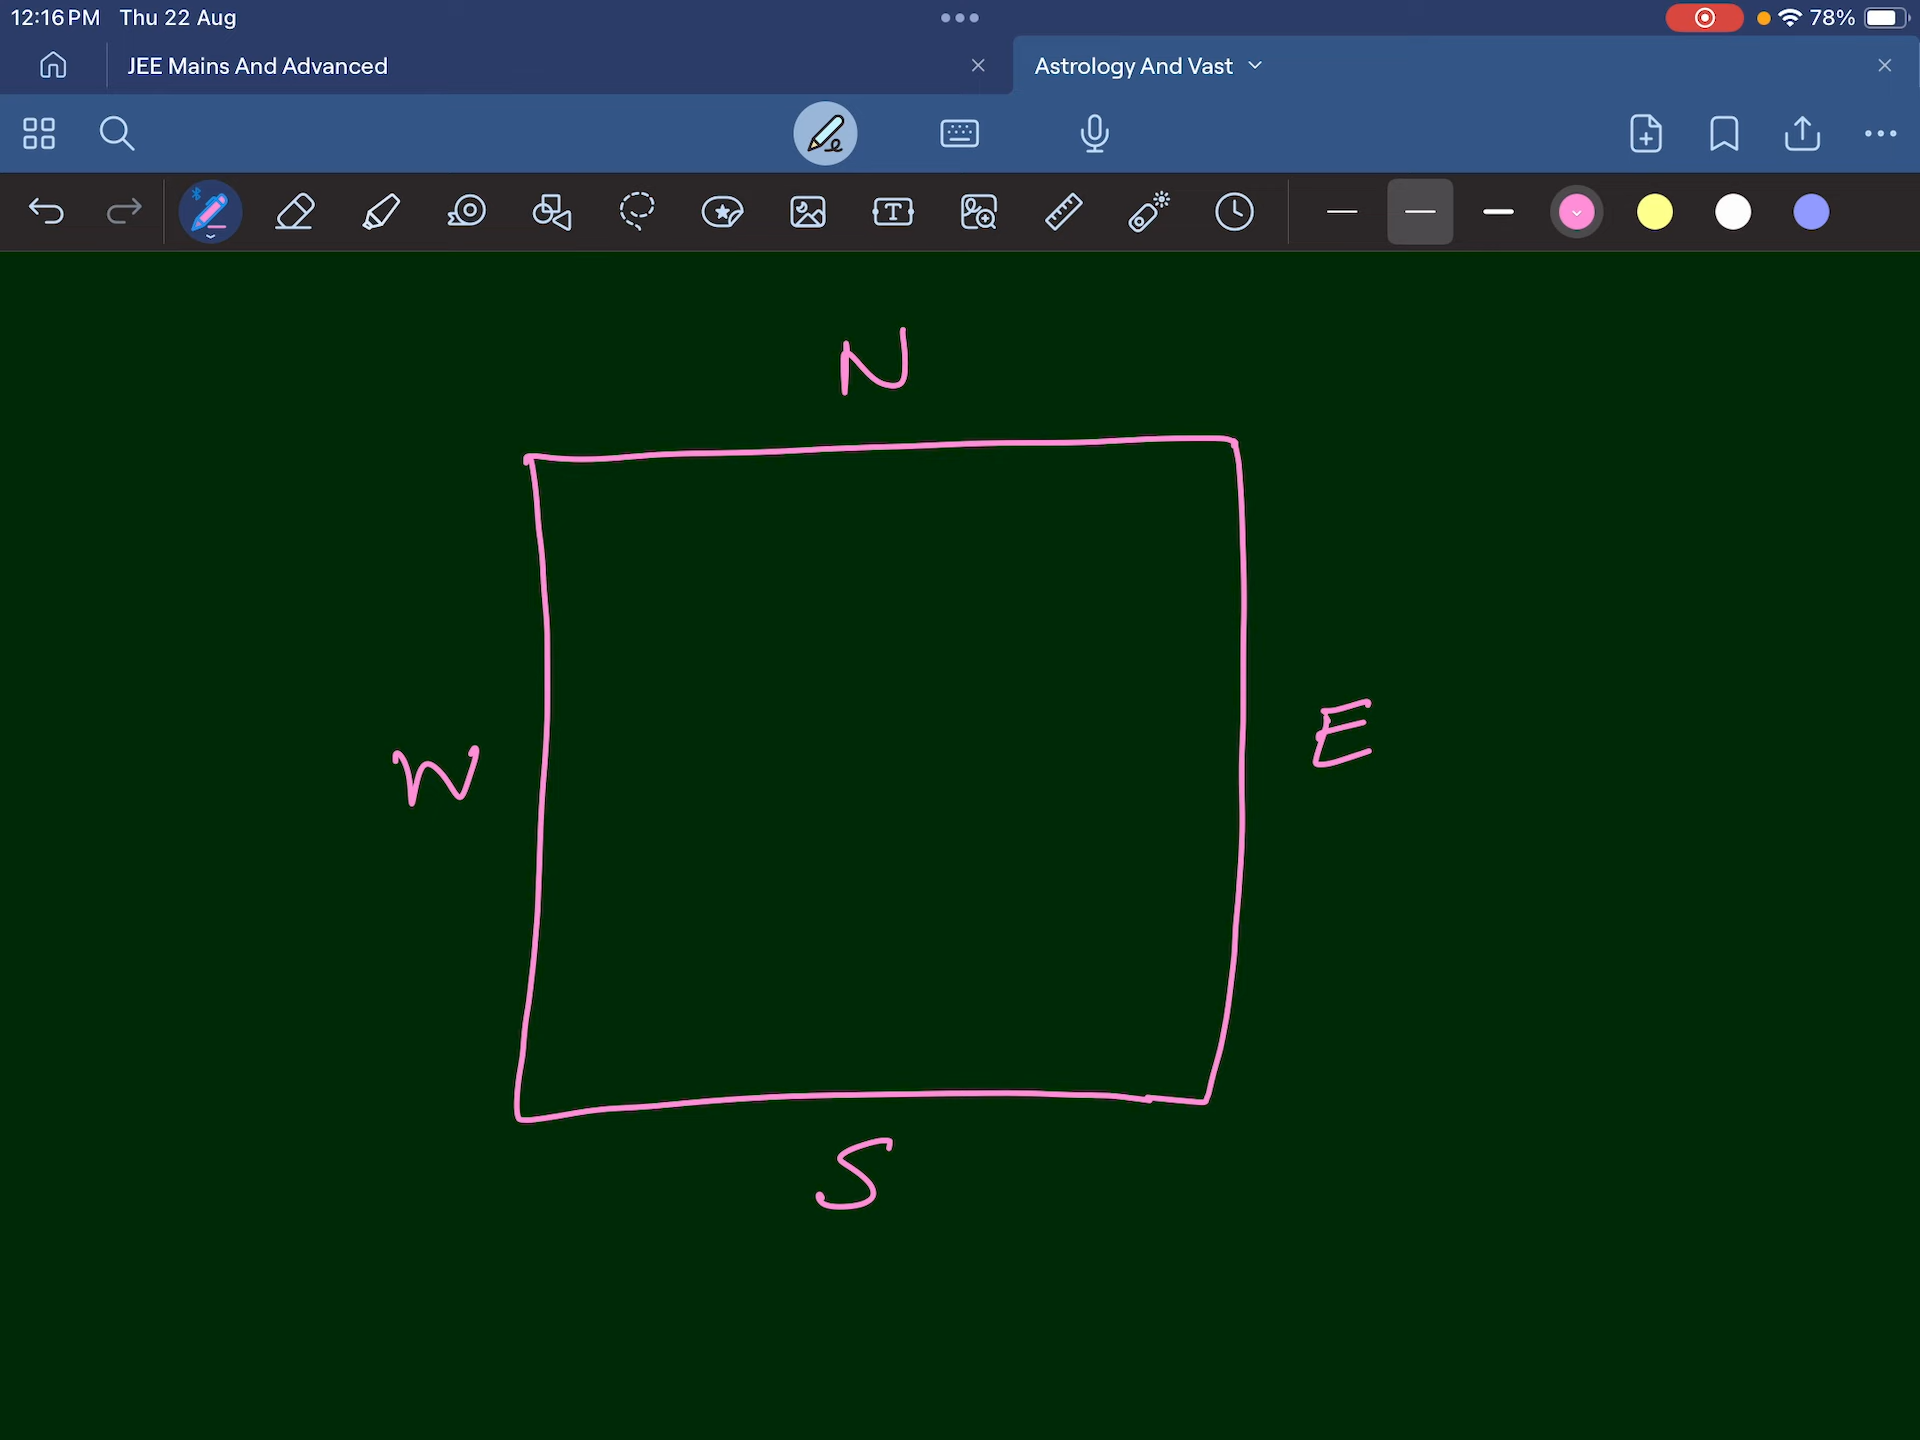 12:16 PM Thu 22 Aug 78%
JEE Mains And Advanced
Astrology And Vast
N
W
E
S